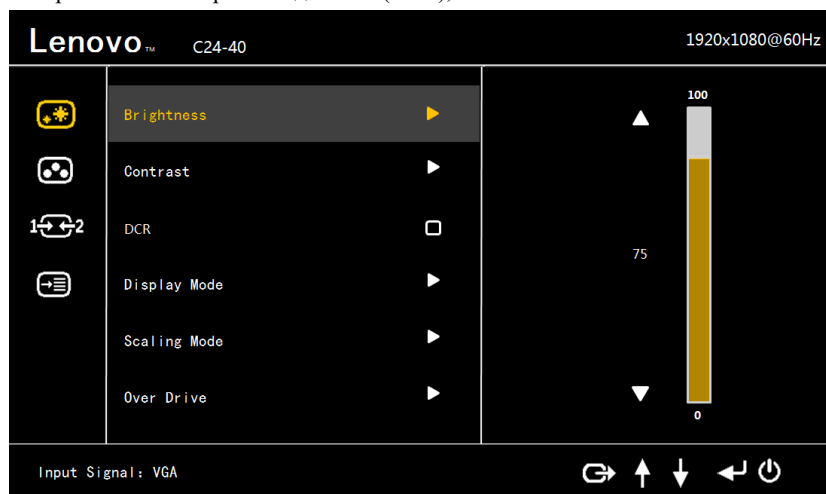 Lenovo™ C24-40 1920x1080@60Hz
Brightness
Contrast
DCR
Display Mode
Scaling Mode
Over Drive
100
75
0
1 2
Input Signal: VGA